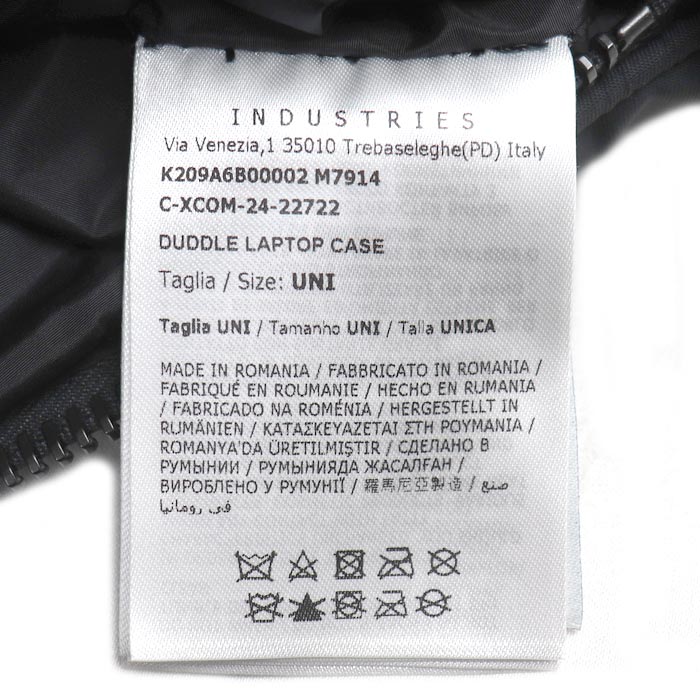 INDUSTRIES
Via Venezia,1 35010 Trebaseleghe(PD) Italy
K209A6B00002 M7914
C-XCOM-24-22722
DUDDLE LAPTOP CASE
Taglia / Size: UNI
Taglia UNI / Tamanho UNI / Talla UNICA
MADE IN ROMANIA / FABBRICATO IN ROMANIA /
FABRIQUÉ EN ROUMANIE / HECHO EN RUMANIA
/ FABRICADO NA ROMÉNIA / HERGESTELLT IN
RUMÄNIEN / ΚΑΤΑΣΚΕΥΑΖΕΤΑΙ ΣΤΗ ΡΟΥΜΑΝΙΑ /
ROMANYA'DA ÜRETILMIŞTIR / СДЕЛАНО В
РУМЫНИИ / РУМЫНИЯДА ЖАСАЛҒАН /
ВИРОБЛЕНО У РУМУНІЇ / 羅馬尼亞製造 / صنع
في رومانيا